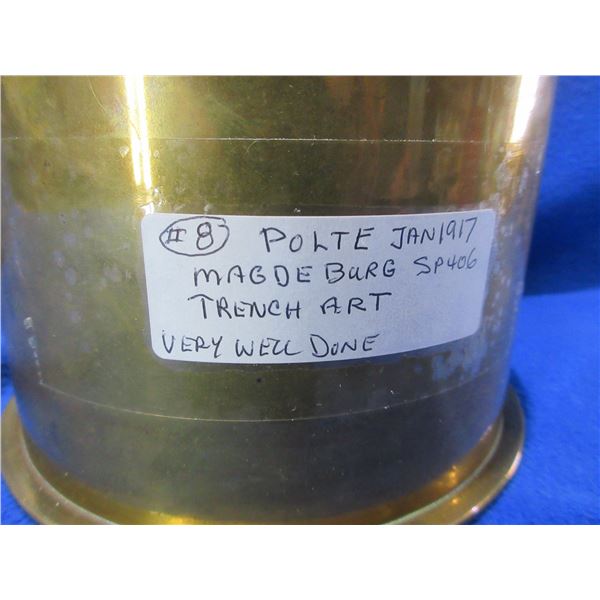 #8 POLTE JAN 1917
MAGDEBURG SP406
TRENCH ART
VERY WELL DONE